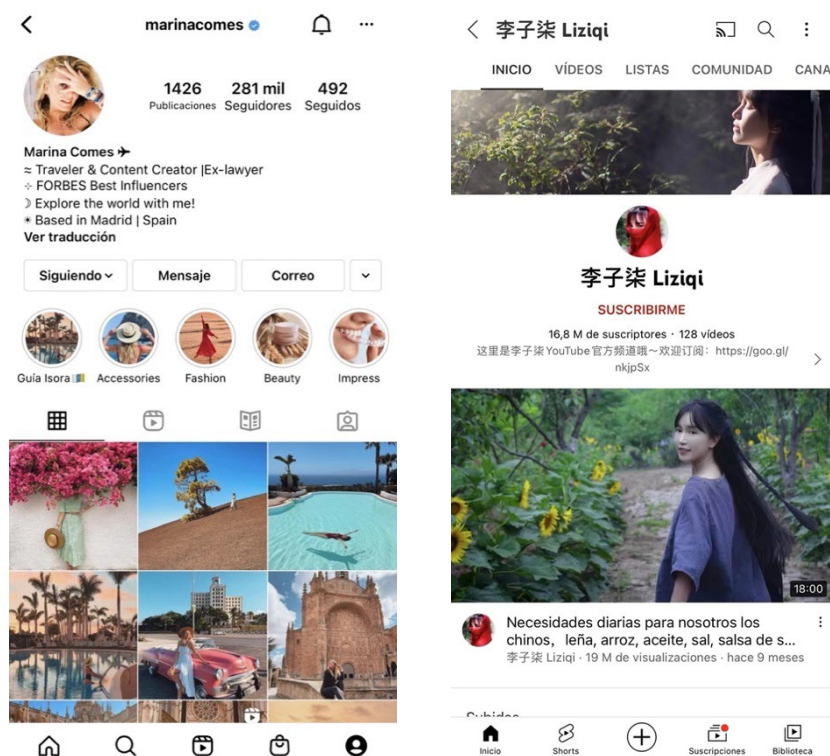 marinacomes
1426 281 mil 492
Publicaciones Seguidores Seguidos
Marina Comes ✈
≈ Traveler & Content Creator |Ex-lawyer
⊹ FORBES Best Influencers
☽ Explore the world with me!
☀ Based in Madrid | Spain
Ver traducción
Siguiendo Mensaje Correo
Guía Isora 🇮🇨 Accessories Fashion Beauty Impress
李子柒 Liziqi
INICIO VÍDEOS LISTAS COMUNIDAD CANA
李子柒 Liziqi
SUSCRIBIRME
16,8 M de suscriptores · 128 vídeos
这里是李子柒YouTube官方频道哦～欢迎订阅：https://goo.gl/
nkjpSx
18:00
Necesidades diarias para nosotros los
chinos，leña, arroz, aceite, sal, salsa de s...
李子柒 Liziqi · 19 M de visualizaciones · hace 9 meses
Subidas
Inicio Shorts Suscripciones Biblioteca